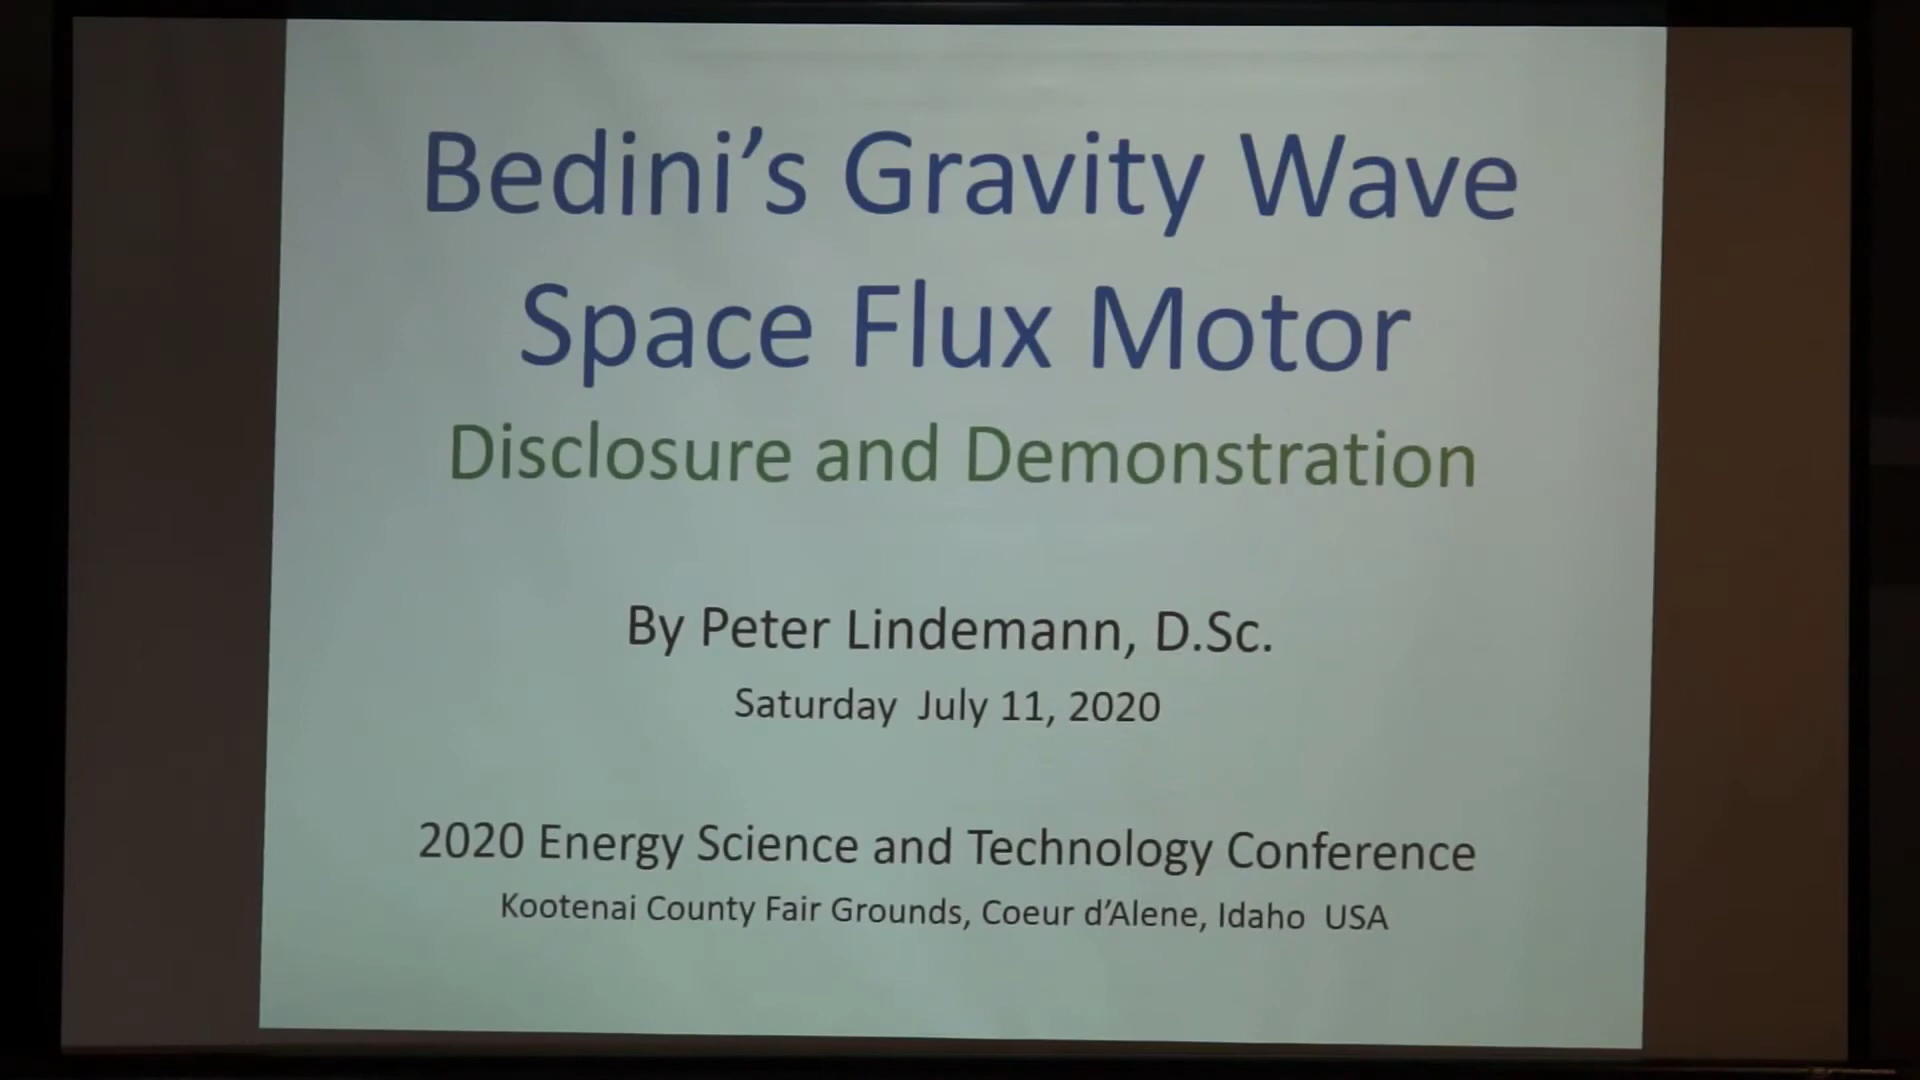 Bedini’s Gravity Wave
Space Flux Motor
Disclosure and Demonstration
By Peter Lindemann, D.Sc.
Saturday July 11, 2020
2020 Energy Science and Technology Conference
Kootenai County Fair Grounds, Coeur d’Alene, Idaho USA